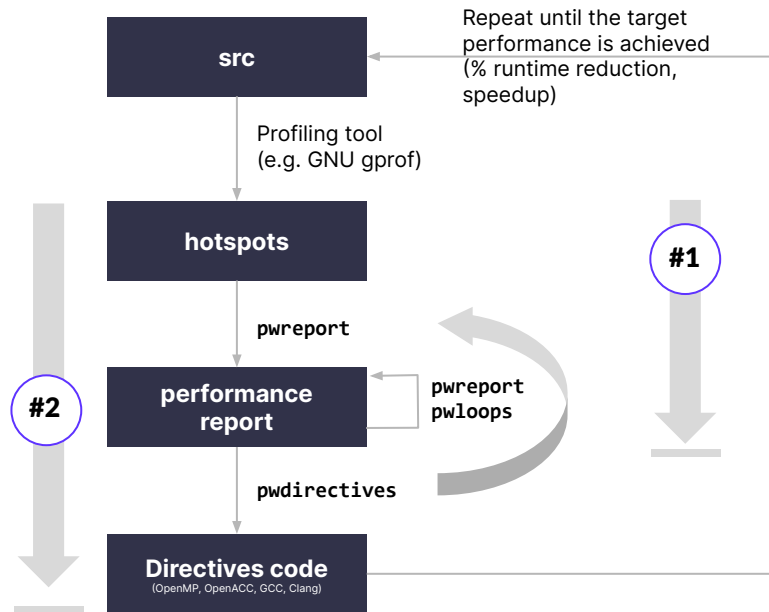 Repeat until the target
performance is achieved
(% runtime reduction,
speedup)
src
Profiling tool
(e.g. GNU gprof)
hotspots
#1
pwreport
performance
report
pwreport
pwloops
#2
pwdirectives
Directives code
(OpenMP, OpenACC, GCC, Clang)